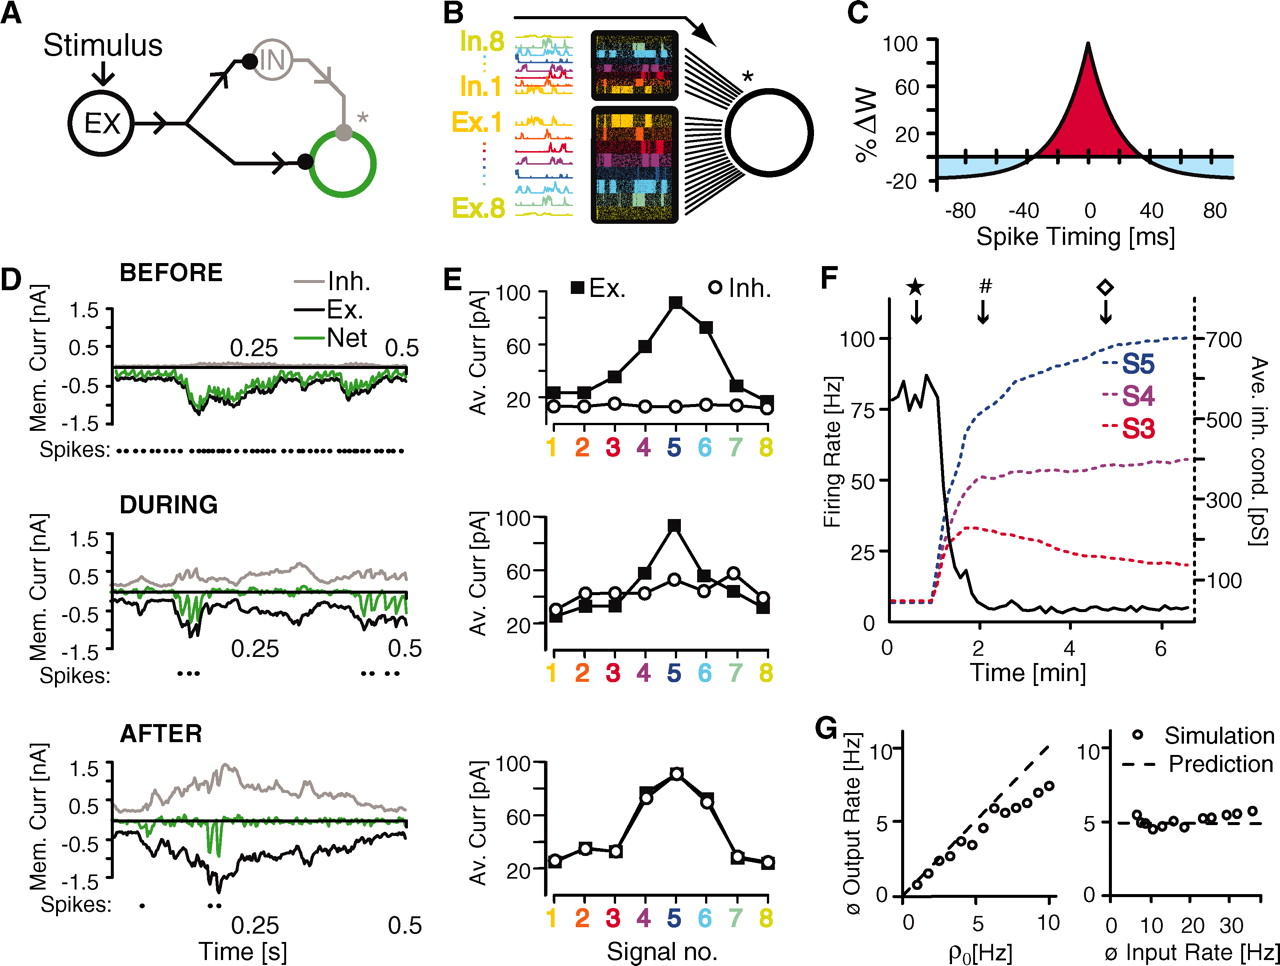 A
Stimulus
EX
IN
*
B
In.8
In.1
Ex.1
Ex.8
*
C
% ΔW
100
60
20
-20
-80 -40 0 40 80
Spike Timing [ms]
D
BEFORE
Inh.
Ex.
Net
Mem. Curr [nA]
1.5
0.5
-0.5
-1.5
0.25 0.5
Spikes:
DURING
Mem. Curr [nA]
1.5
0.5
-0.5
-1.5
0.25 0.5
Spikes:
AFTER
Mem. Curr [nA]
1.5
0.5
-0.5
-1.5
Spikes:
0.25 0.5
Time [s]
E
Ex. Inh.
Av. Curr [pA]
100
60
20
1 2 3 4 5 6 7 8
Av. Curr [pA]
100
60
20
1 2 3 4 5 6 7 8
Av. Curr [pA]
100
60
20
1 2 3 4 5 6 7 8
Signal no.
F
★ # ◇
Firing Rate [Hz]
100
75
50
25
0
S5
S4
S3
700
500
300
100
Ave. inh. cond. [pS]
0 2 4 6
Time [min]
G
ø Output Rate [Hz]
10
5
0
0 5 10
ρ0[Hz]
Simulation
Prediction
10
5
0
ø 10 20 30
ø Input Rate [Hz]